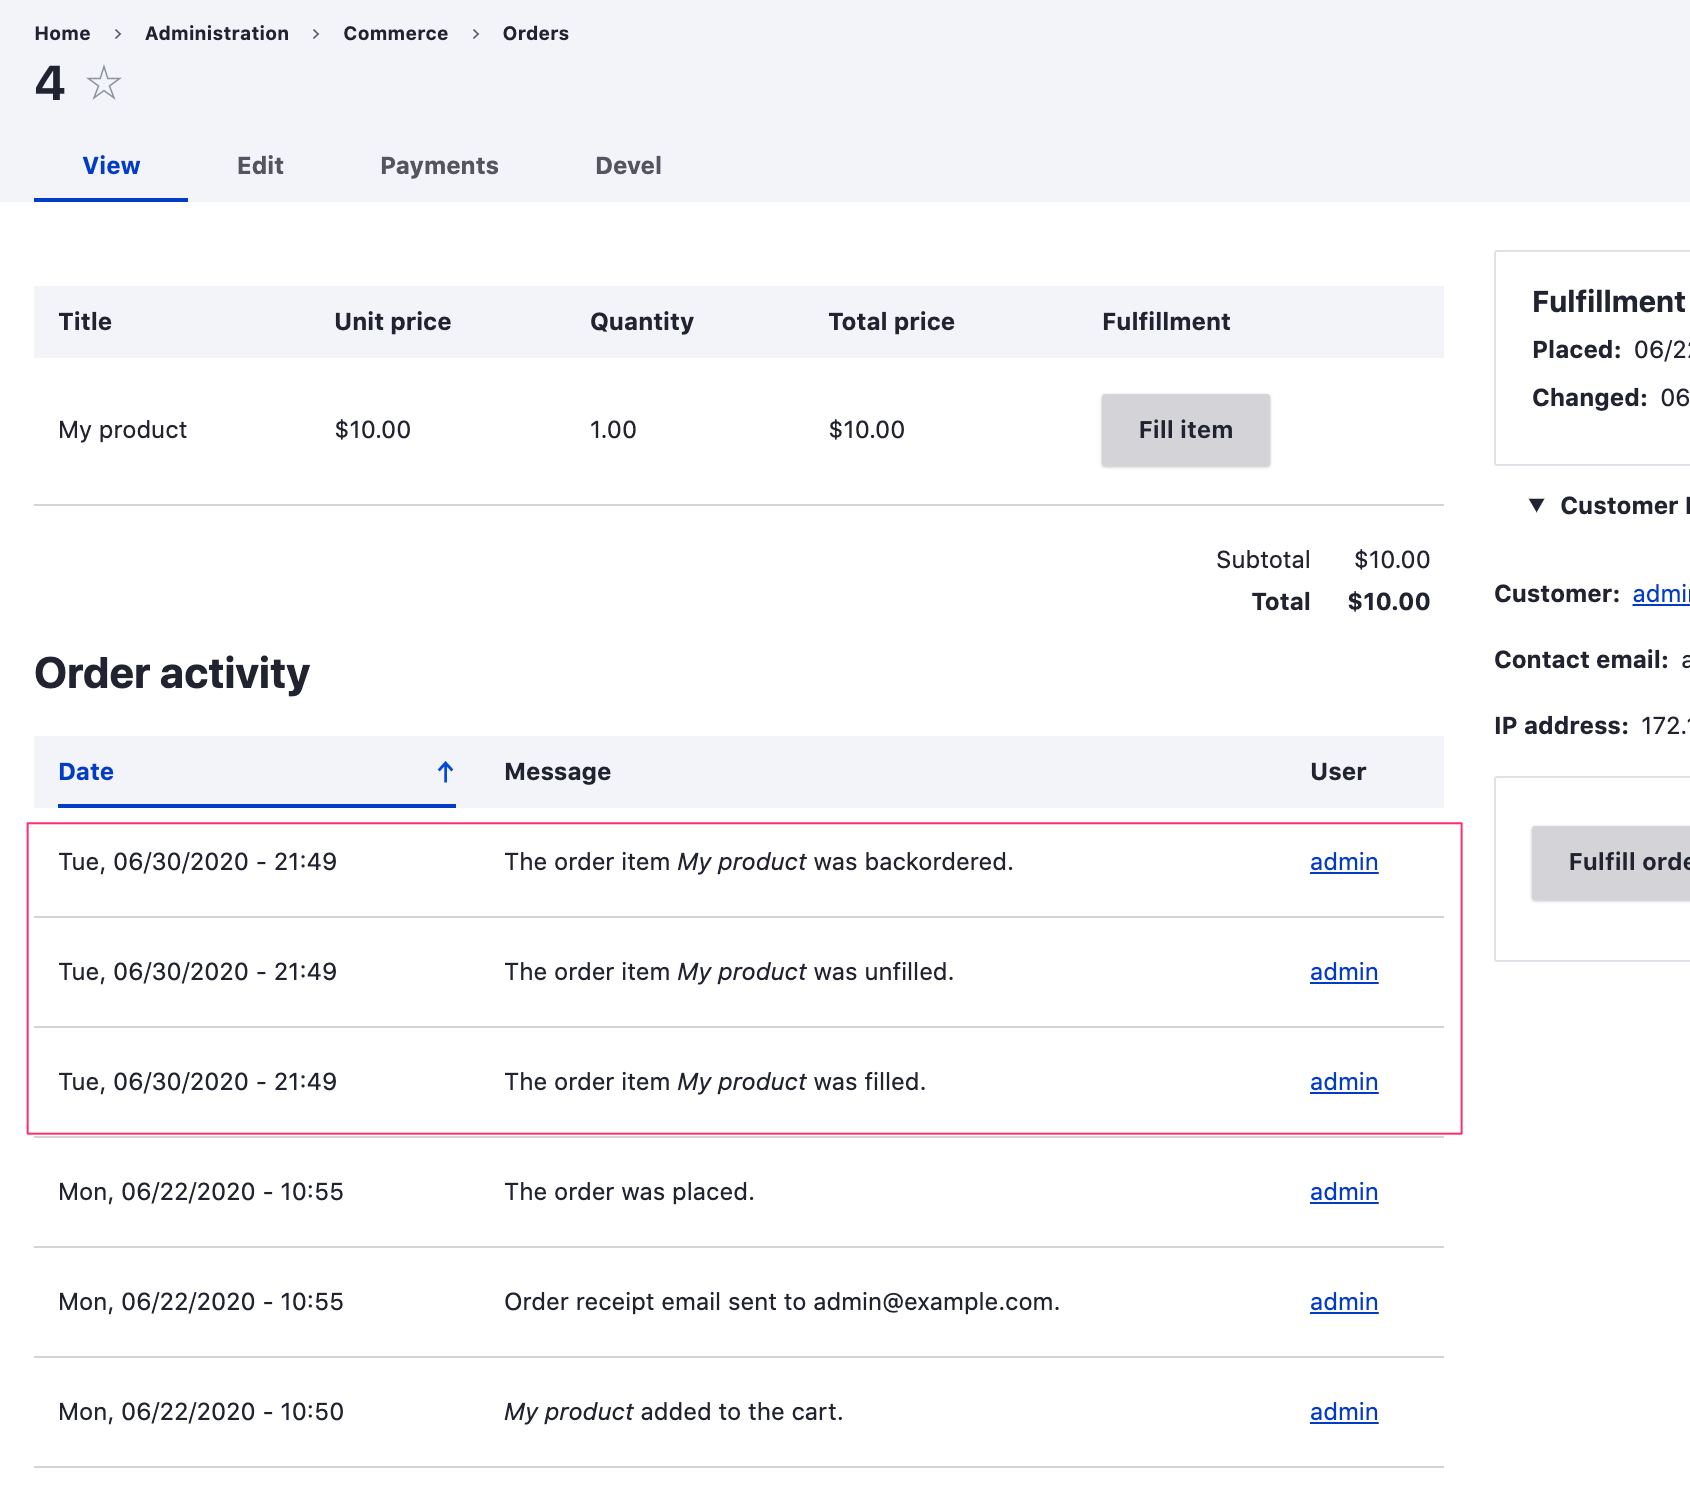 Home > Administration > Commerce > Orders
4
View Edit Payments Devel
Title Unit price Quantity Total price Fulfillment
My product $10.00 1.00 $10.00 Fill item
Subtotal $10.00
Total $10.00
Order activity
Date Message User
Tue, 06/30/2020 - 21:49 The order item My product was backordered. admin
Tue, 06/30/2020 - 21:49 The order item My product was unfilled. admin
Tue, 06/30/2020 - 21:49 The order item My product was filled. admin
Mon, 06/22/2020 - 10:55 The order was placed. admin
Mon, 06/22/2020 - 10:55 Order receipt email sent to admin@example.com. admin
Mon, 06/22/2020 - 10:50 My product added to the cart. admin
Fulfillment
Placed: 06/2
Changed: 06
Customer
Customer: admi
Contact email: a
IP address: 172.
Fulfill orde